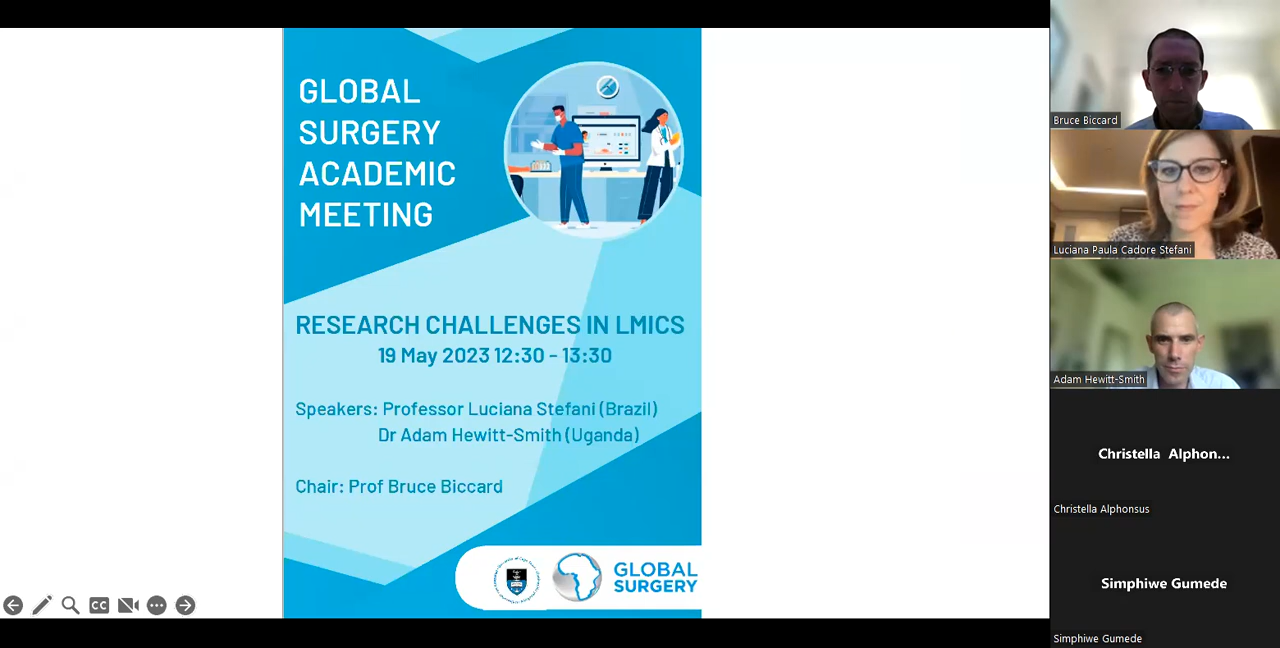 GLOBAL
SURGERY
ACADEMIC
MEETING
RESEARCH CHALLENGES IN LMICS
19 May 2023 12:30 - 13:30
Speakers: Professor Luciana Stefani (Brazil)
Dr Adam Hewitt-Smith (Uganda)
Chair: Prof Bruce Biccard
GLOBAL
SURGERY
CC
Bruce Biccard
Luciana Paula Cadore Stefani
Adam Hewitt-Smith
Christella Alphon...
Christella Alphonsus
Simphiwe Gumede
Simphiwe Gumede